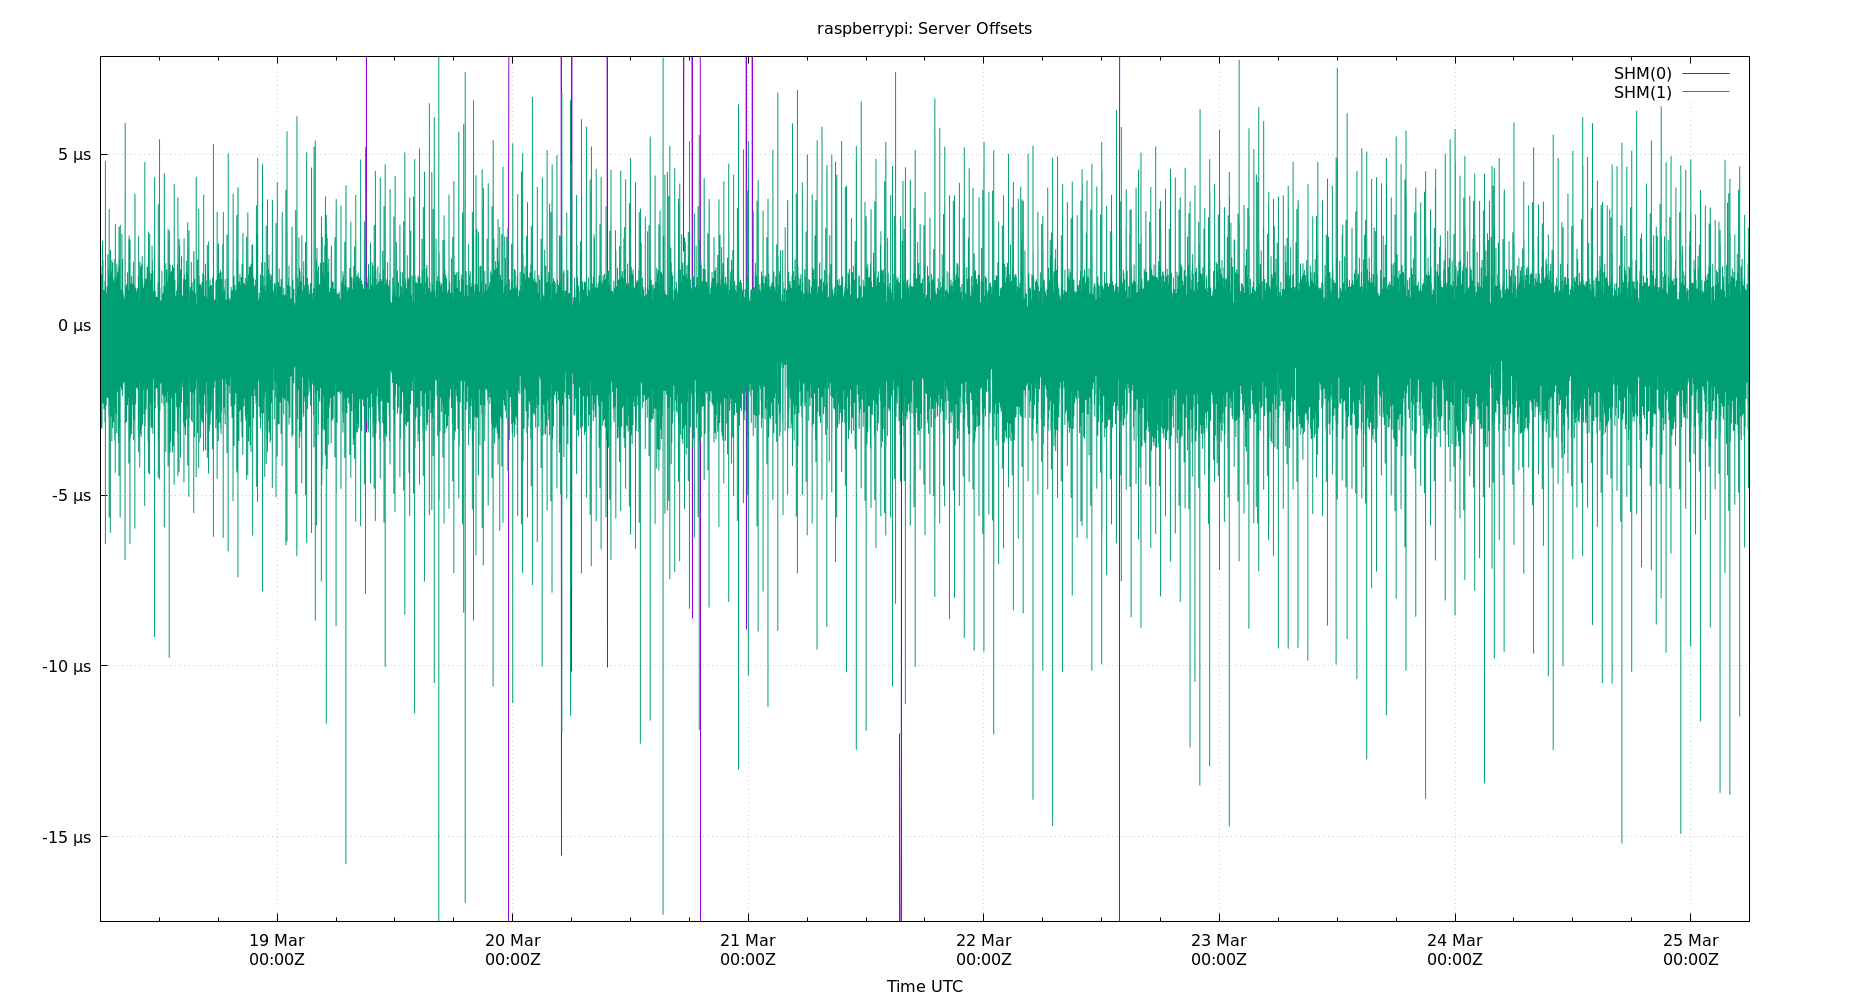 raspberrypi: Server Offsets
SHM(0)
SHM(1)
5 µs
0 µs
-5 µs
-10 µs
-15 µs
19 Mar 20 Mar 21 Mar 22 Mar 23 Mar 24 Mar 25 Mar
00:00Z 00:00Z 00:00Z 00:00Z 00:00Z 00:00Z 00:00Z
Time UTC